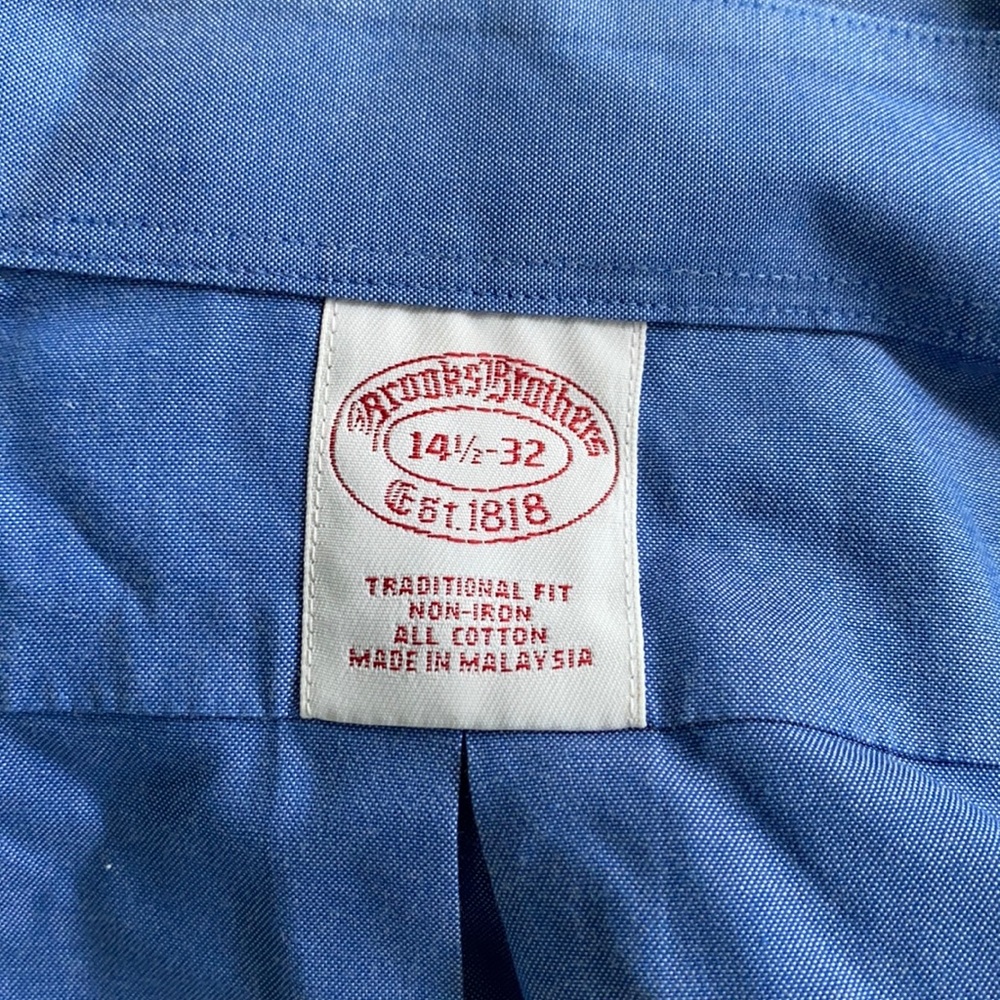 Brooks Brothers
14½-32
Est. 1818
TRADITIONAL FIT
NON-IRON
ALL COTTON
MADE IN MALAYSIA